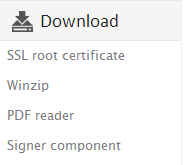 Download
SSL root certificate
Winzip
PDF reader
Signer component